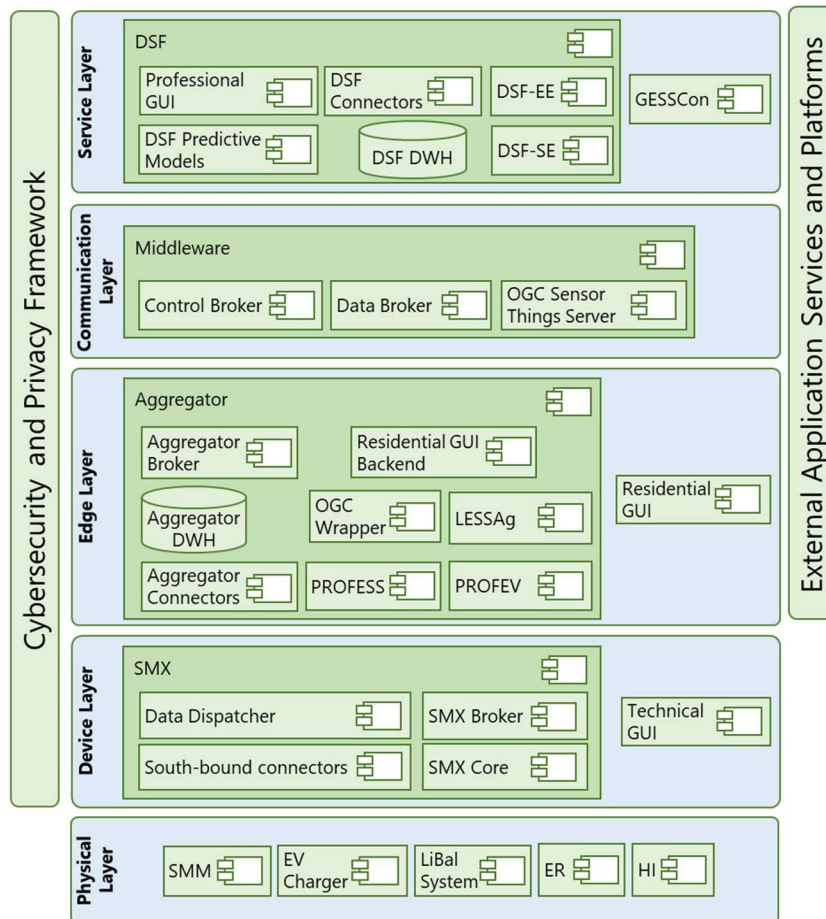 Cybersecurity and Privacy Framework
External Application Services and Platforms
Service Layer
DSF
Professional
GUI
DSF
Connectors
DSF-EE
GESSCon
DSF Predictive
Models
DSF DWH
DSF-SE
Communication
Layer
Middleware
Control Broker
Data Broker
OGC Sensor
Things Server
Edge Layer
Aggregator
Aggregator
Broker
Residential GUI
Backend
Residential
GUI
Aggregator
DWH
OGC
Wrapper
LESSAg
Aggregator
Connectors
PROFESS
PROFEV
Device Layer
SMX
Data Dispatcher
SMX Broker
Technical
GUI
South-bound connectors
SMX Core
Physical
Layer
SMM
EV
Charger
LiBal
System
ER
HI